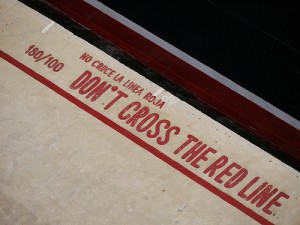 180/100
NO CRUCE LA LINEA ROJA
DON'T CROSS THE RED LINE.